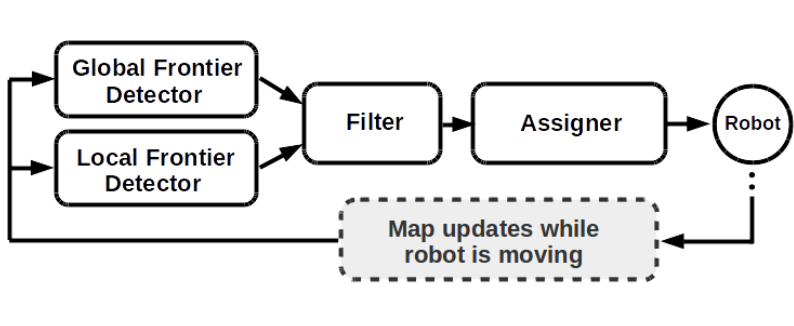 Global Frontier
Detector
Local Frontier
Detector
Filter
Assigner
Robot
Map updates while
robot is moving